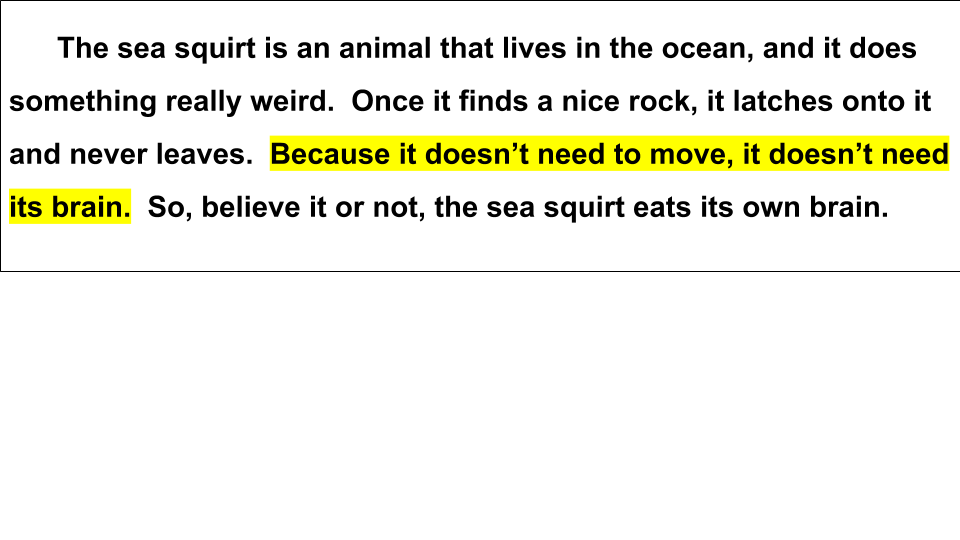 The sea squirt is an animal that lives in the ocean, and it does
something really weird.  Once it finds a nice rock, it latches onto it
and never leaves.  Because it doesn’t need to move, it doesn’t need
its brain.  So, believe it or not, the sea squirt eats its own brain.